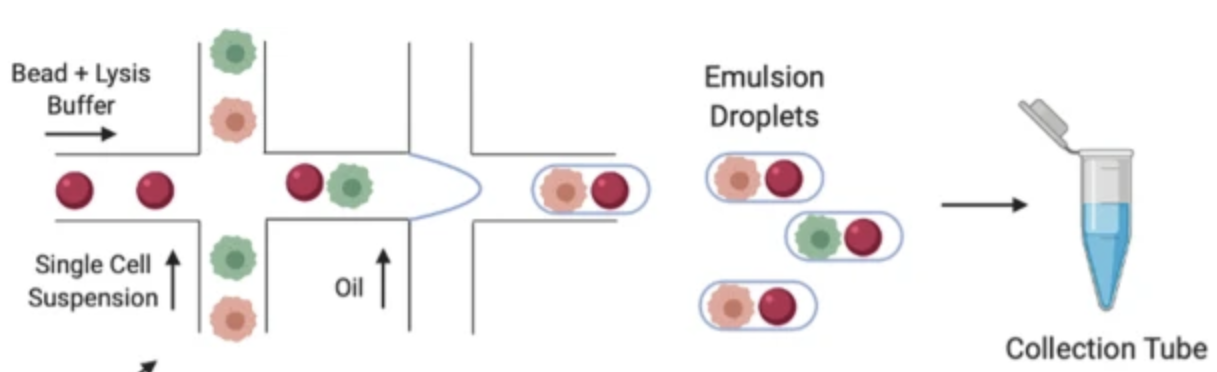 Bead + Lysis
Buffer
Single Cell
Suspension
Oil
Emulsion
Droplets
Collection Tube